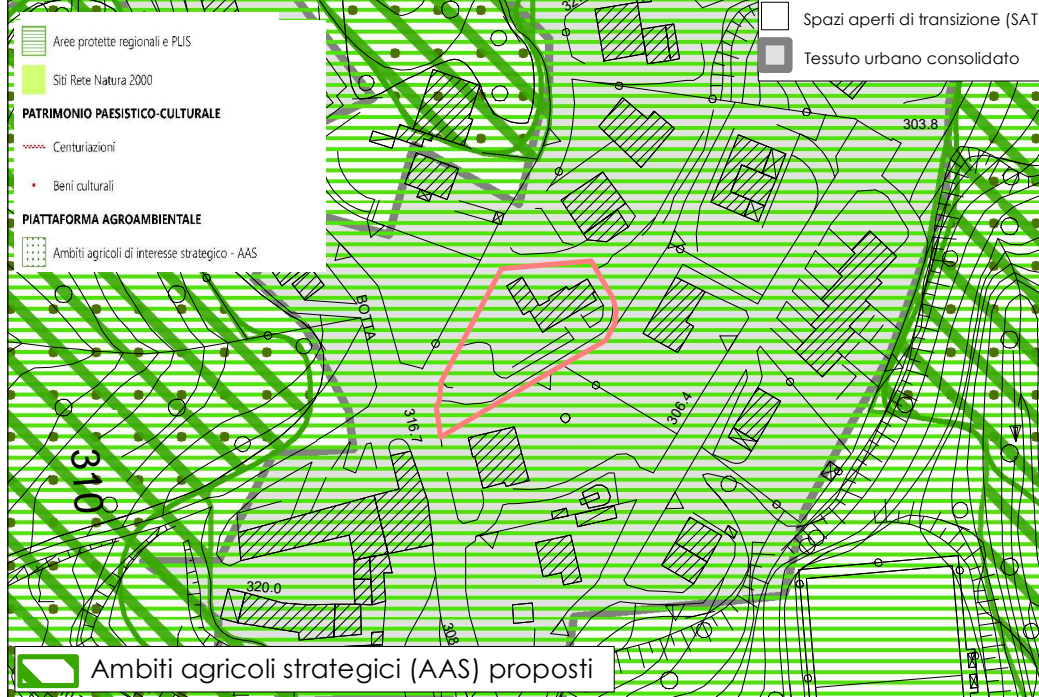 Aree protette regionali e PLIS
Siti Rete Natura 2000
PATRIMONIO PAESISTICO-CULTURALE
Centuriazioni
Beni culturali
PIATTAFORMA AGROAMBIENTALE
Ambiti agricoli di interesse strategico - AAS
Spazi aperti di transizione (SAT
Tessuto urbano consolidato
303.8
BOTTA
316.7
306.4
310
320.0
308
Ambiti agricoli strategici (AAS) proposti